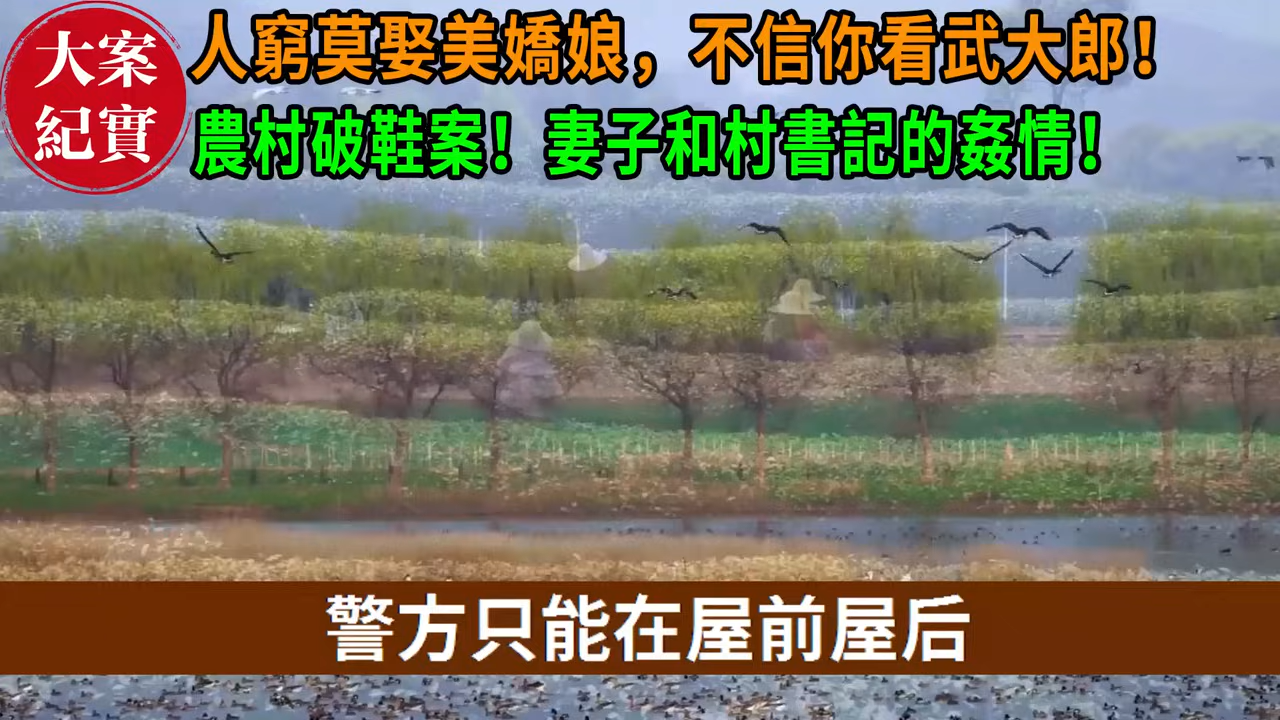 大案
紀實
人窮莫娶美嬌娘，不信你看武大郎！
農村破鞋案！妻子和村書記的姦情！
警方只能在屋前屋后